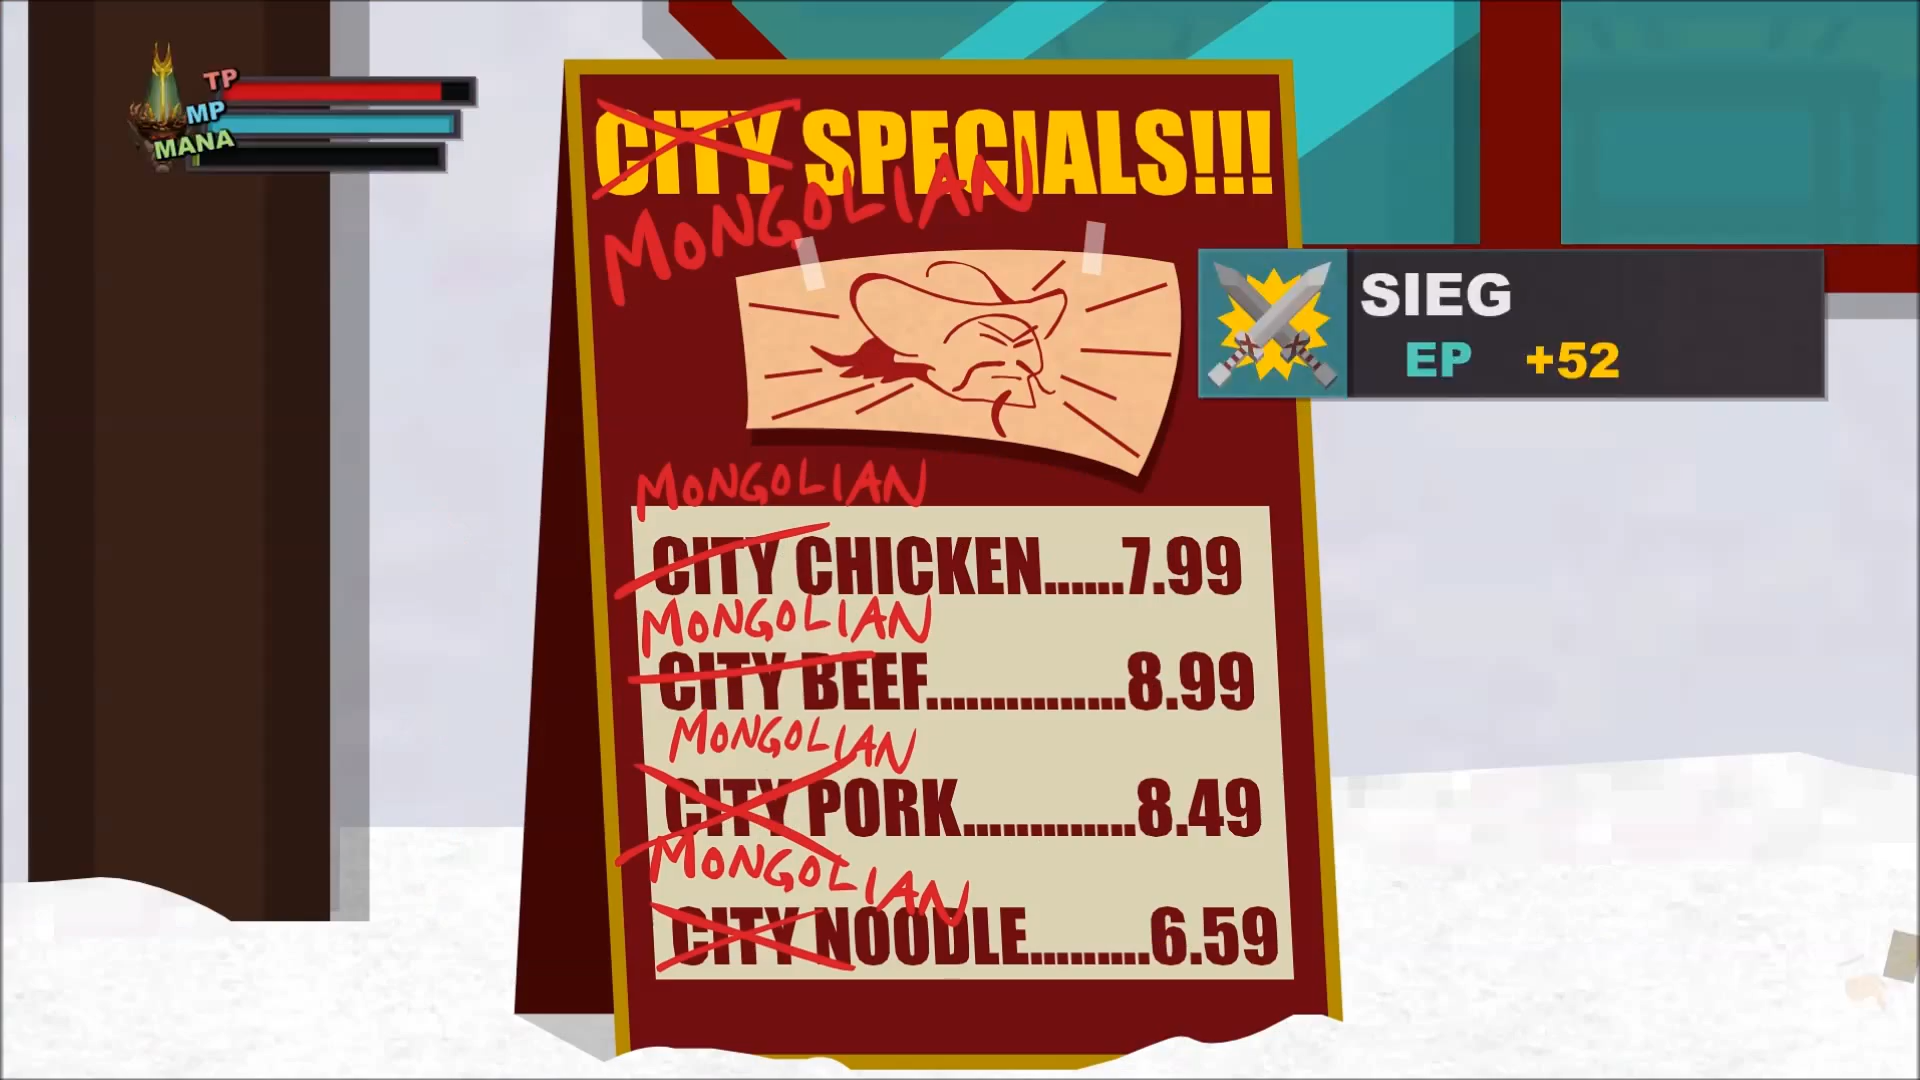 TP
MP
MANA
CITY SPECIALS!!!
MONGOLIAN
SIEG
EP +52
MONGOLIAN
CITY CHICKEN......7.99
MONGOLIAN
CITY BEEF...............8.99
MONGOLIAN
CITY PORK.............8.49
MONGOLIAN
CITY NOODLE.........6.59